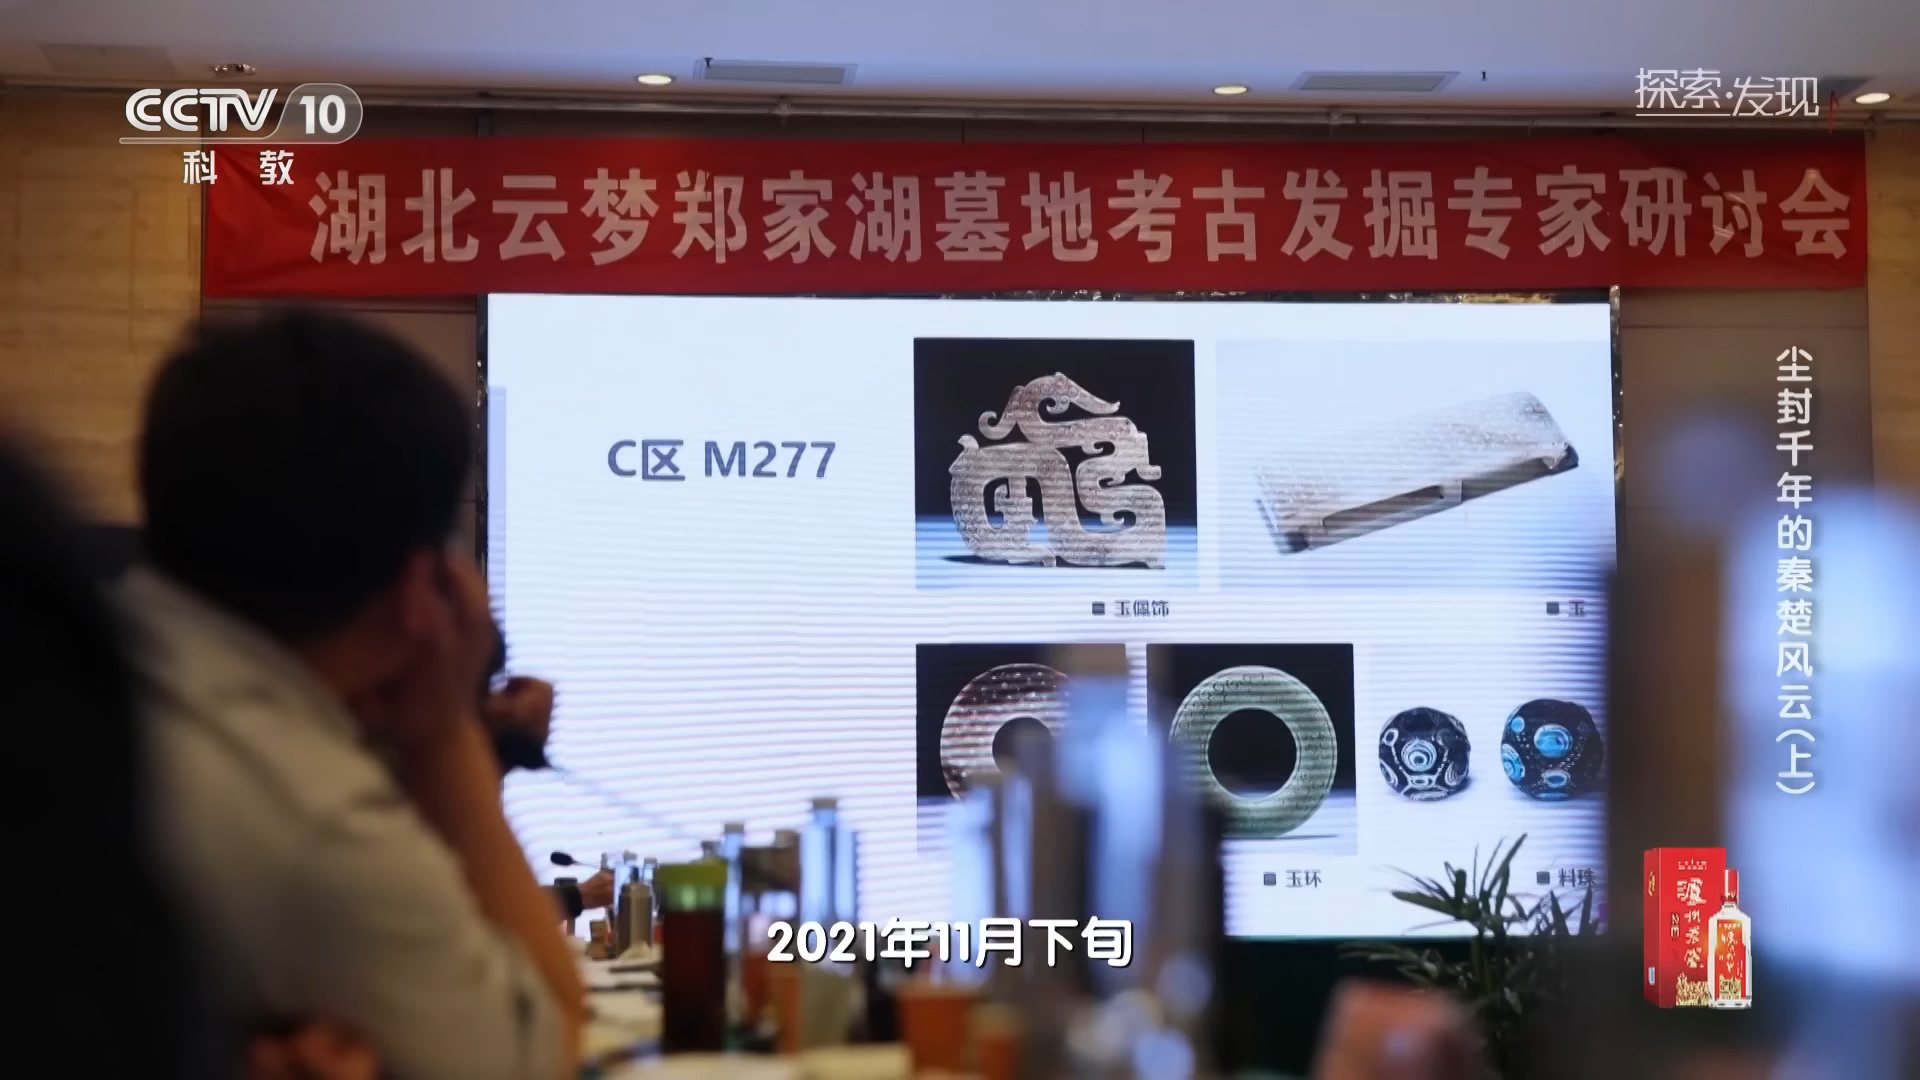 CCTV 10
科 教
探索·发现
湖北云梦郑家湖墓地考古发掘专家研讨会
C区 M277
玉佩饰
玉
玉环
料珠
尘封千年的秦楚风云(上)
2021年11月下旬